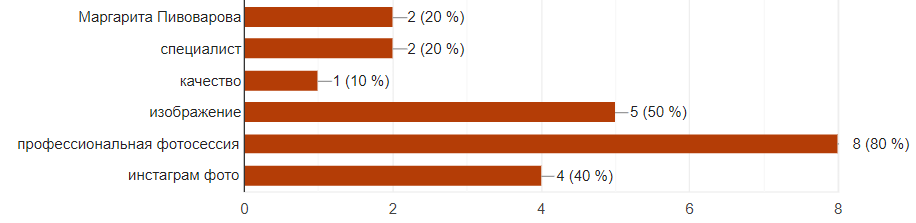 Маргарита Пивоварова 2 (20 %)
специалист 2 (20 %)
качество 1 (10 %)
изображение 5 (50 %)
профессиональная фотосессия 8 (80 %)
инстаграм фото 4 (40 %)
0 2 4 6 8